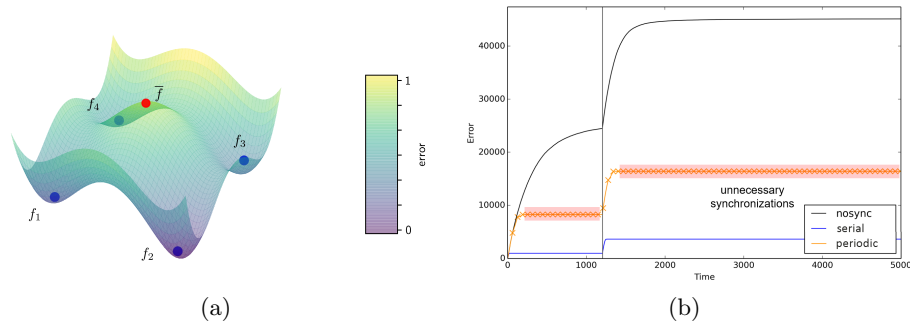 f4
f̅
f3
f1
f2
1
error
0
(a)
40000
30000
20000
10000
0
Error
0
1000
2000
3000
4000
5000
Time
unnecessary
synchronizations
nosync
serial
periodic
(b)